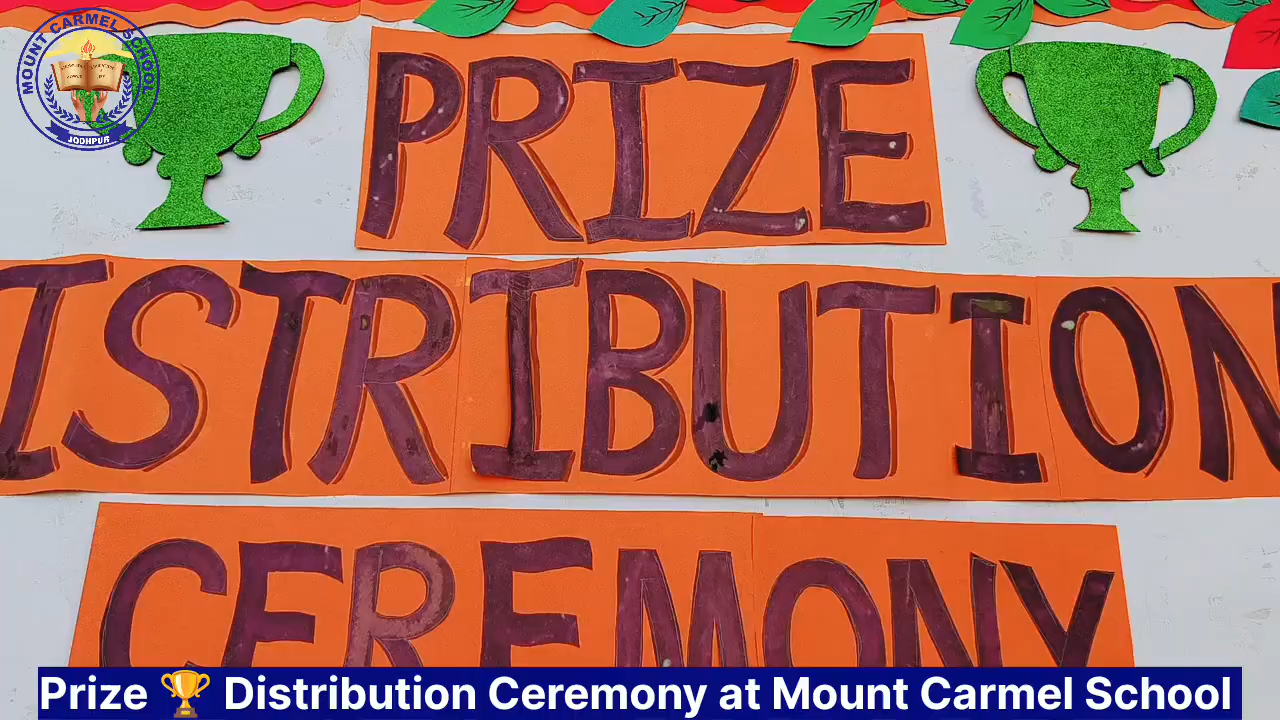 MOUNT CARMEL SCHOOL
JODHPUR
PRIZE
ISTRIBUTION
CEREMONY
Prize 🏆 Distribution Ceremony at Mount Carmel School